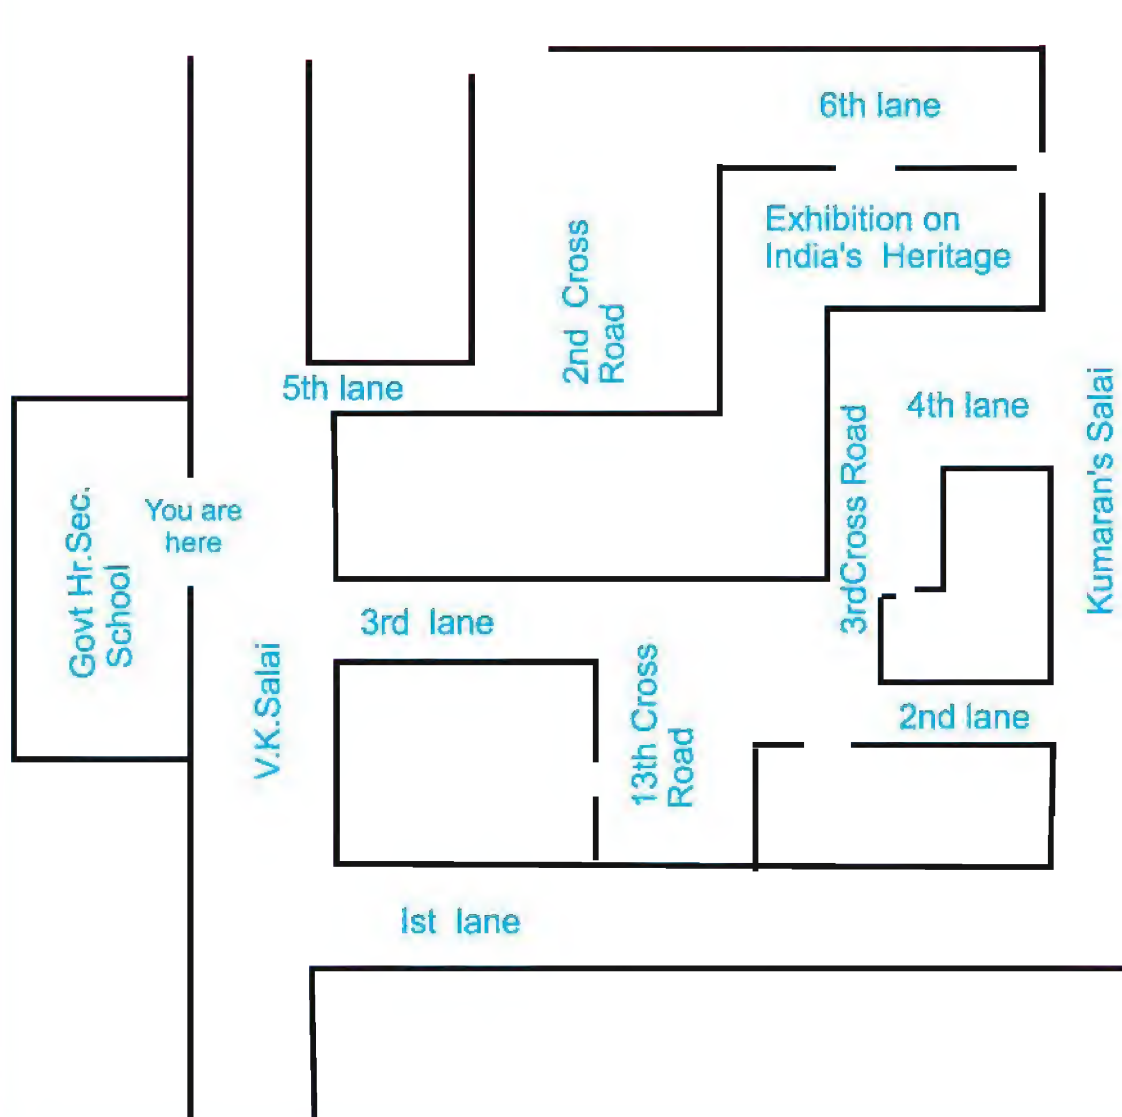 6th lane
Exhibition on
India's Heritage
2nd Cross
Road
5th lane
4th lane
Kumaran's Salai
3rdCross Road
You are
here
Govt Hr.Sec.
School
3rd lane
V.K.Salai
13th Cross
Road
2nd lane
Ist lane